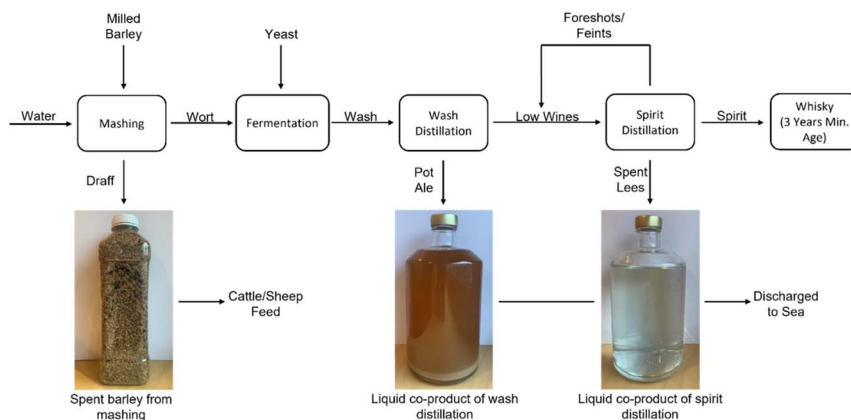 Milled
Barley
Yeast
Foreshots/
Feints
Water
Mashing
Wort
Fermentation
Wash
Wash
Distillation
Low Wines
Spirit
Distillation
Spirit
Whisky
(3 Years Min.
Age)
Draff
Pot
Ale
Spent
Lees
Cattle/Sheep
Feed
Discharged
to Sea
Spent barley from
mashing
Liquid co-product of wash
distillation
Liquid co-product of spirit
distillation